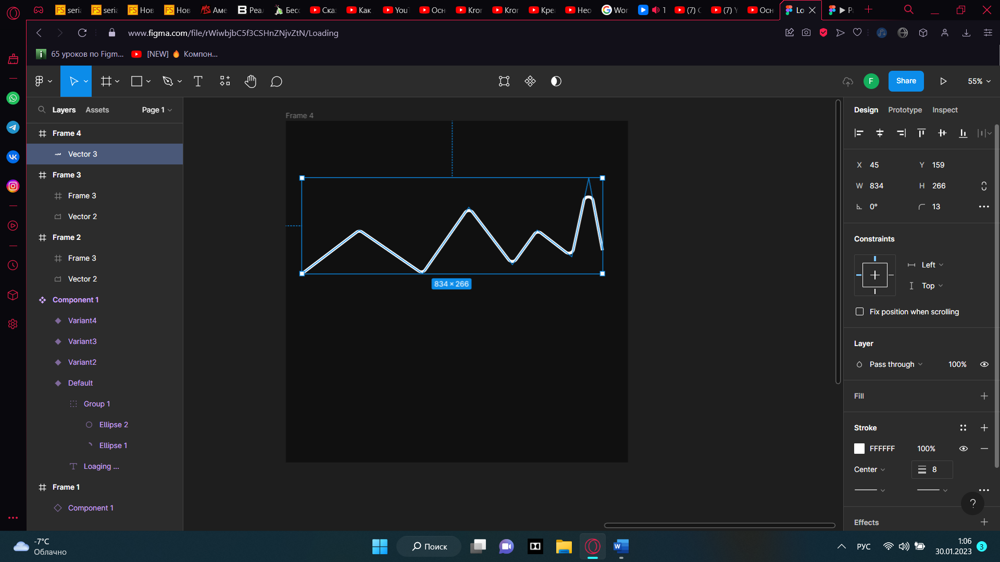 seria
seria
Нов
Нов
Аме
Реа
Бесс
Ска
Как
You
Осн
Kron
Kron
Кре
Нео
Wor
1
(7)
(7)
Осн
Lo
www.figma.com/file/rWiwbjbC5f3CSHnZNjvZtN/Loading
65 уроков по Figm...
[NEW] 🔥 Компон...
F
Share
55%
Layers
Assets
Page 1
Frame 4
Vector 3
Frame 3
Frame 3
Vector 2
Frame 2
Frame 3
Vector 2
Component 1
Variant4
Variant3
Variant2
Default
Group 1
Ellipse 2
Ellipse 1
Loaging ...
Frame 1
Component 1
Frame 4
834 × 266
Design
Prototype
Inspect
X 45
Y 159
W 834
H 266
0°
13
Constraints
Left
Top
Fix position when scrolling
Layer
Pass through
100%
Fill
Stroke
FFFFFF
100%
Center
8
?
Effects
-7°C
Облачно
Поиск
РУС
1:06
30.01.2023
3